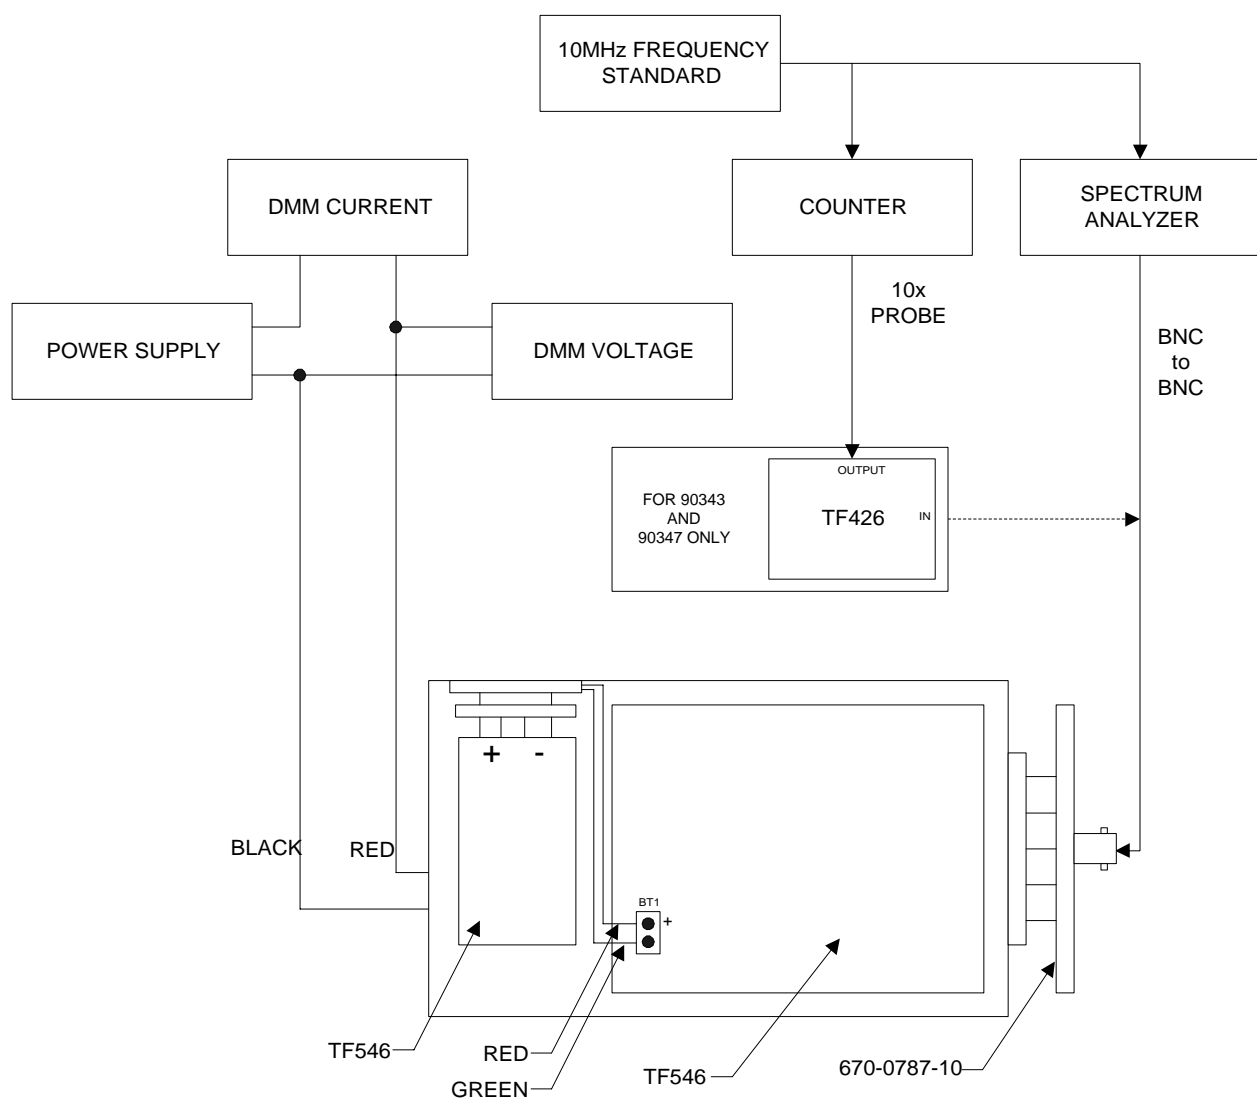 10MHz FREQUENCY
STANDARD
DMM CURRENT
COUNTER
SPECTRUM
ANALYZER
POWER SUPPLY
DMM VOLTAGE
10x
PROBE
BNC
to
BNC
OUTPUT
FOR 90343
AND
90347 ONLY
TF426
IN
+ -
BLACK
RED
BT1
+
TF546
RED
GREEN
TF546
670-0787-10